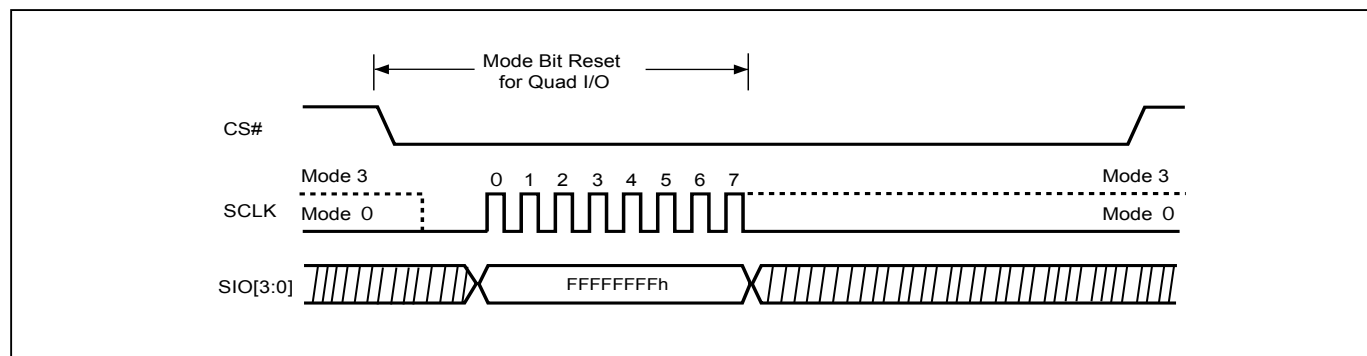 Mode Bit Reset
for Quad I/O
CS#
Mode 3
Mode 3
0 1 2 3 4 5 6 7
SCLK
Mode 0
Mode 0
SIO[3:0]
FFFFFFFFh